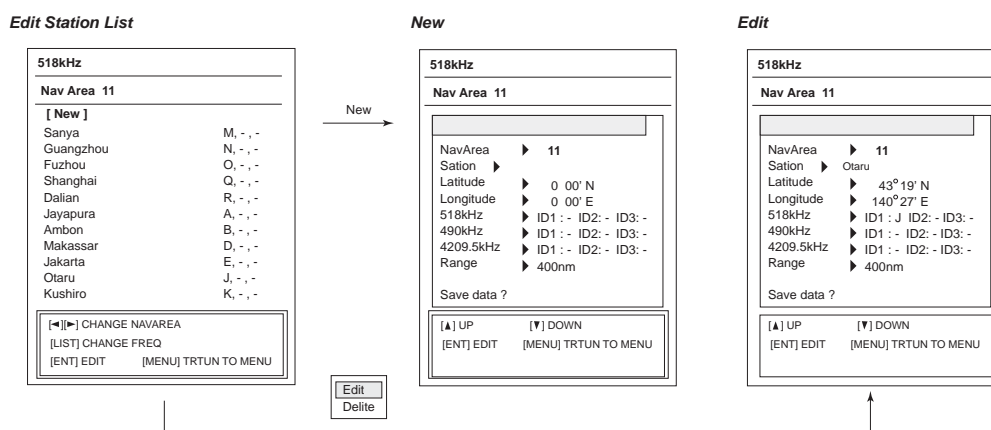 Edit Station List
518kHz
Nav Area 11
[ New ]
Sanya M, - , -
Guangzhou N, - , -
Fuzhou O, - , -
Shanghai Q, - , -
Dalian R, - , -
Jayapura A, - , -
Ambon B, - , -
Makassar D, - , -
Jakarta E, - , -
Otaru J, - , -
Kushiro K, - , -
[◄][►] CHANGE NAVAREA
[LIST] CHANGE FREQ
[ENT] EDIT [MENU] TRTUN TO MENU
New
Edit
Delite
New
518kHz
Nav Area 11
NavArea ► 11
Sation ►
Latitude ► 0 00' N
Longitude ► 0 00' E
518kHz ► ID1 : - ID2: - ID3: -
490kHz ► ID1 : - ID2: - ID3: -
4209.5kHz ► ID1 : - ID2: - ID3: -
Range ► 400nm
Save data ?
[▲] UP [▼] DOWN
[ENT] EDIT [MENU] TRTUN TO MENU
Edit
518kHz
Nav Area 11
NavArea ► 11
Sation ► Otaru
Latitude ► 43° 19' N
Longitude ► 140° 27' E
518kHz ► ID1 : J ID2: - ID3: -
490kHz ► ID1 : - ID2: - ID3: -
4209.5kHz ► ID1 : - ID2: - ID3: -
Range ► 400nm
Save data ?
[▲] UP [▼] DOWN
[ENT] EDIT [MENU] TRTUN TO MENU